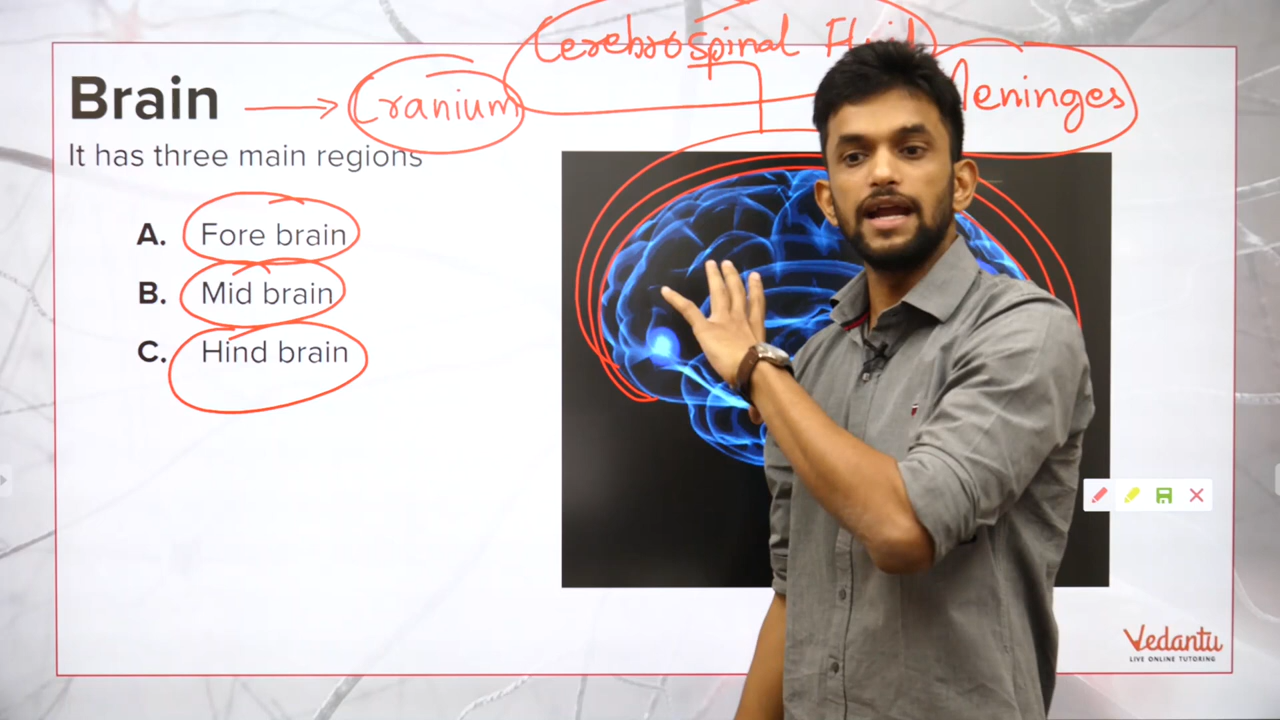 Cerebrospinal Fluid
Brain → Cranium
Meninges
It has three main regions
A. Fore brain
B. Mid brain
C. Hind brain
Vedantu
LIVE ONLINE TUTORING